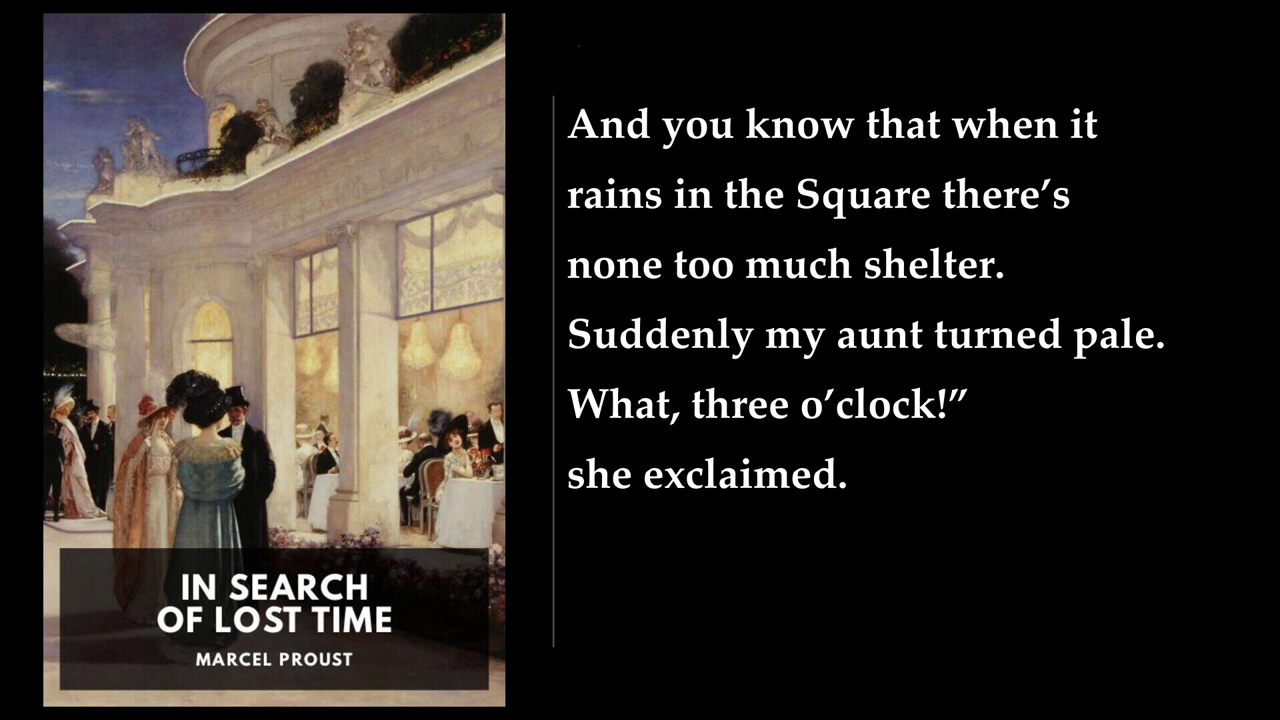 And you know that when it
rains in the Square there’s
none too much shelter.
Suddenly my aunt turned pale.
What, three o’clock!”
she exclaimed.
IN SEARCH
OF LOST TIME
MARCEL PROUST